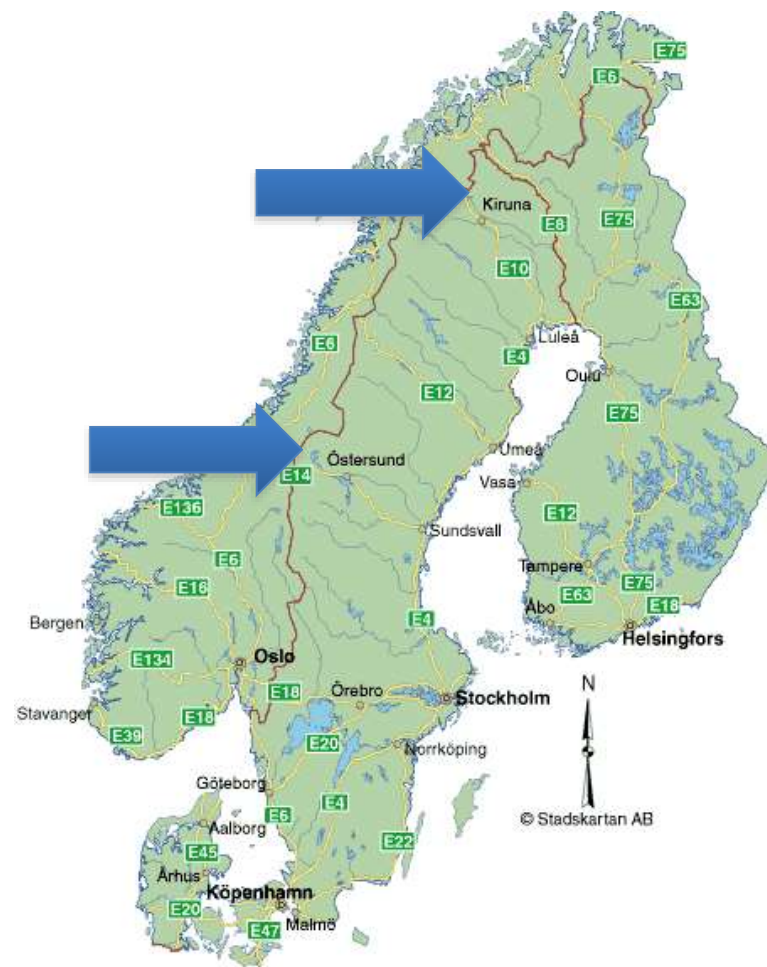 E75
E6
Kiruna
E8
E75
E10
E63
Luleå
E6
E4
Oulu
E12
E75
Umeå
Östersund
E14
Vasa
E136
E12
Sundsvall
E6
Tampere
E16
E75
E63
E18
E4
Åbo
Bergen
Helsingfors
Oslo
E134
E18
Örebro
Stockholm
N
Stavanger
E18
E39
E20
Norrköping
Göteborg
E6
E4
© Stadskartan AB
Aalborg
E22
E45
Århus
Köpenhamn
E20
Malmö
E47